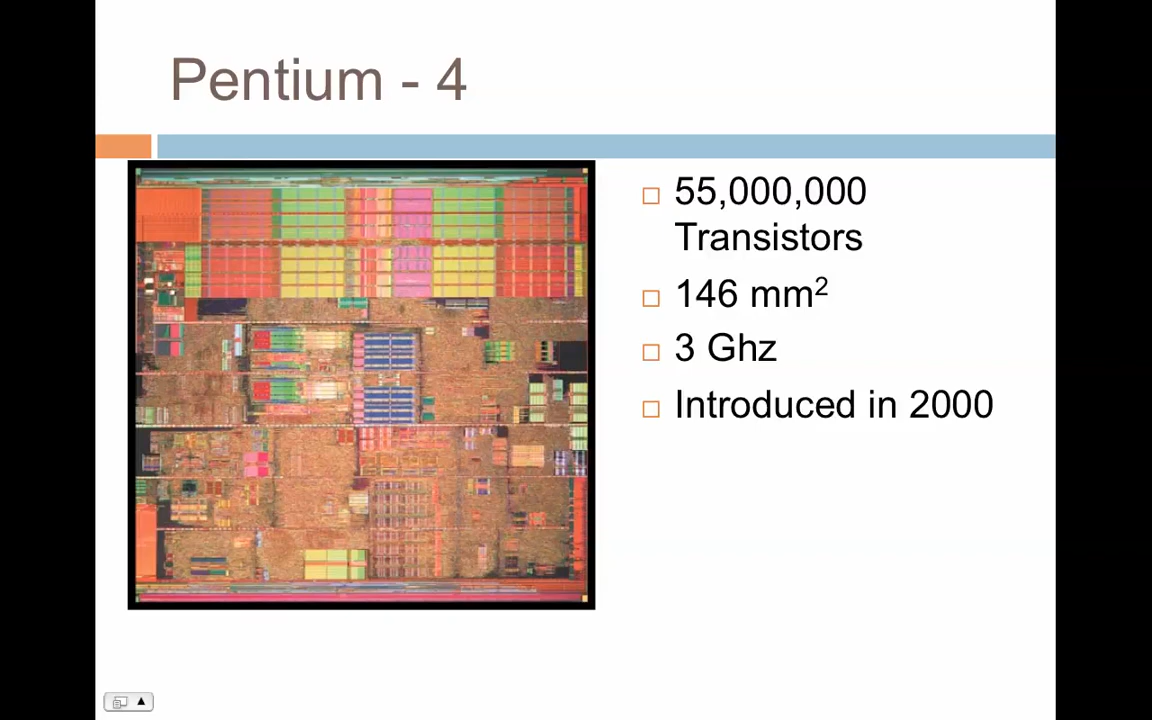 Pentium - 4
55,000,000
Transistors
146 mm²
3 Ghz
Introduced in 2000